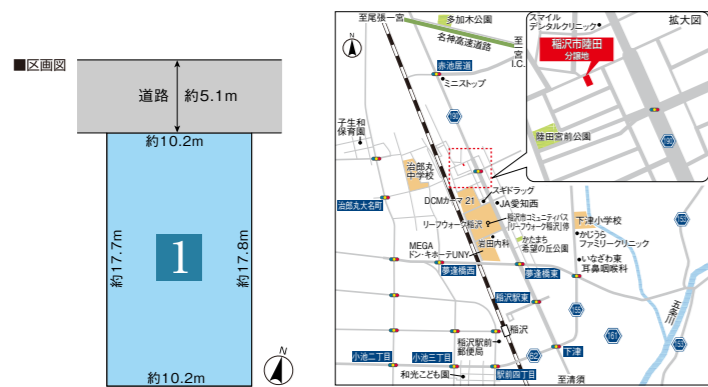 ■区画図
道路
約5.1m
約10.2m
約17.7m
1
約17.8m
約10.2m
N
至尾張一宮
多加木公園
名神高速道路
至一宮I.C.
N
赤池居道
ミニストップ
190
子生和
保育園
治郎丸
中学校
治郎丸大名町
スギドラッグ
DCMカーマ 21
JA愛知西
リーフウォーク稲沢
稲沢市コミュニティバス
「リーフウォーク稲沢」停
岩田内科
かたまち
希望の丘公園
MEGA
ドン・キホーテUNY
夢逢橋西
夢逢橋東
下津小学校
かじうら
ファミリークリニック
いなざわ東
耳鼻咽喉科
153
稲沢駅東
稲沢
155
161
五条川
153
稲沢駅前
郵便局
62
下津
小池二丁目
小池三丁目
駅前四丁目
和光こども園
至清須
スマイル
デンタルクリニック
拡大図
稲沢市陸田
分譲地
陸田宮前公園
190